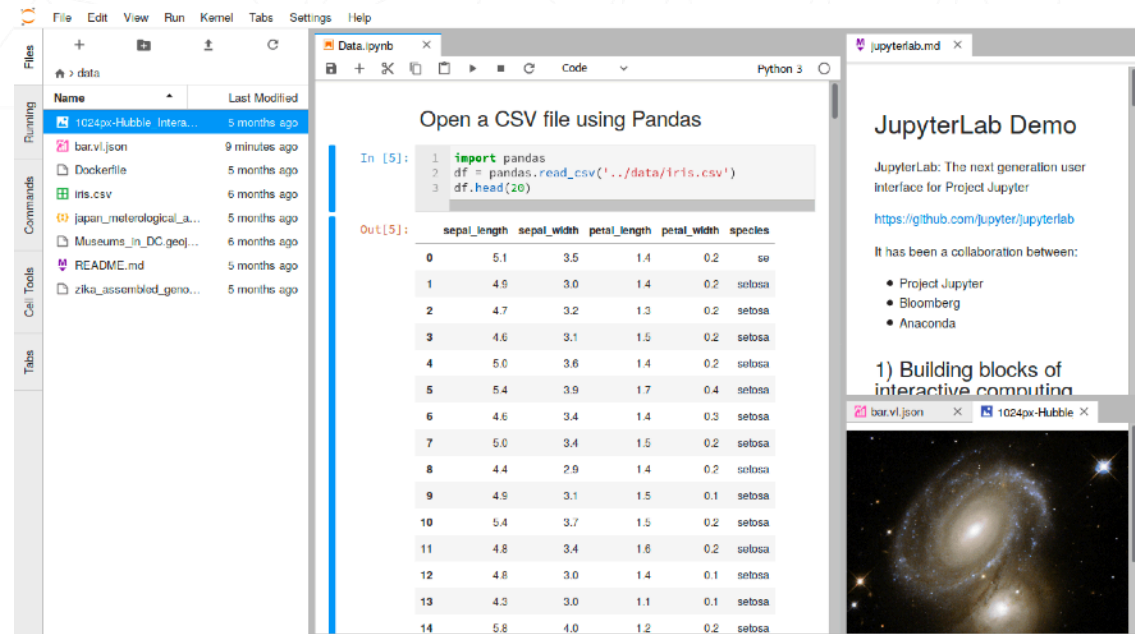 File Edit View Run Kernel Tabs Settings Help
Files
Running
Commands
Cell Tools
Tabs
> data
Name Last Modified
1024px-Hubble Intera... 5 months ago
bar.vl.json 9 minutes ago
Dockerfile 5 months ago
iris.csv 6 months ago
japan_meterological_a... 5 months ago
Museums_in_DC.geoj... 6 months ago
README.md 5 months ago
zika_assembled_geno... 5 months ago
Data.ipynb
Code Python 3
Open a CSV file using Pandas
In [5]:
1 import pandas
2 df = pandas.read_csv('../data/iris.csv')
3 df.head(20)
Out[5]:
sepal_length sepal_width petal_length petal_width species
0 5.1 3.5 1.4 0.2 se
1 4.9 3.0 1.4 0.2 setosa
2 4.7 3.2 1.3 0.2 setosa
3 4.6 3.1 1.5 0.2 setosa
4 5.0 3.6 1.4 0.2 setosa
5 5.4 3.9 1.7 0.4 setosa
6 4.6 3.4 1.4 0.3 setosa
7 5.0 3.4 1.5 0.2 setosa
8 4.4 2.9 1.4 0.2 setosa
9 4.9 3.1 1.5 0.1 setosa
10 5.4 3.7 1.5 0.2 setosa
11 4.8 3.4 1.6 0.2 setosa
12 4.8 3.0 1.4 0.1 setosa
13 4.3 3.0 1.1 0.1 setosa
14 5.8 4.0 1.2 0.2 setosa
jupyterlab.md
JupyterLab Demo
JupyterLab: The next generation user
interface for Project Jupyter
https://github.com/jupyter/jupyterlab
It has been a collaboration between:
Project Jupyter
Bloomberg
Anaconda
1) Building blocks of
interactive computing
bar.vl.json
1024px-Hubble